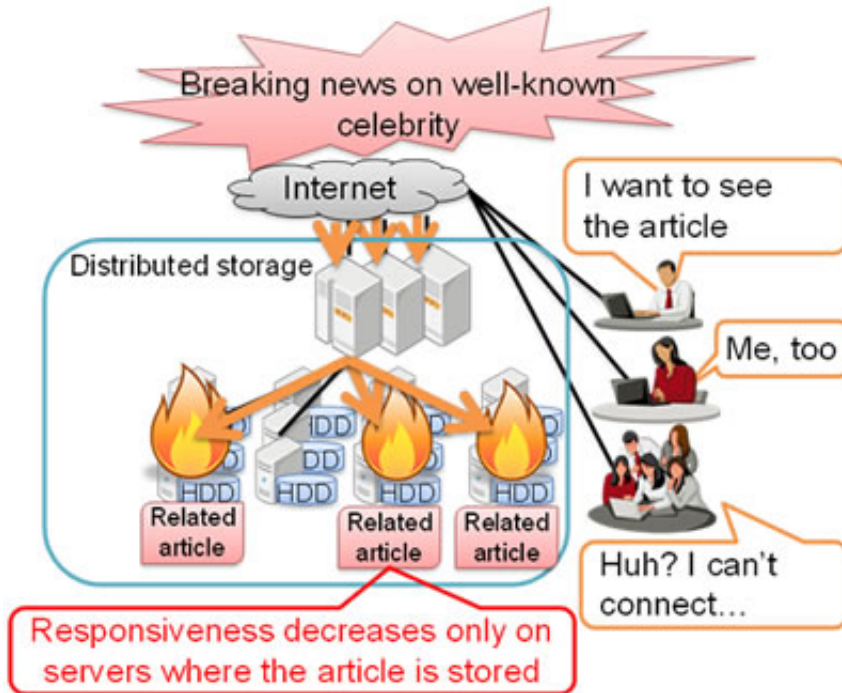 Breaking news on well-known
celebrity
Internet
I want to see
the article
Distributed storage
Me, too
HDD
HDD
HDD
HDD
HDD
HDD
HDD
Related
article
Related
article
Related
article
Huh? I can't
connect...
Responsiveness decreases only on
servers where the article is stored